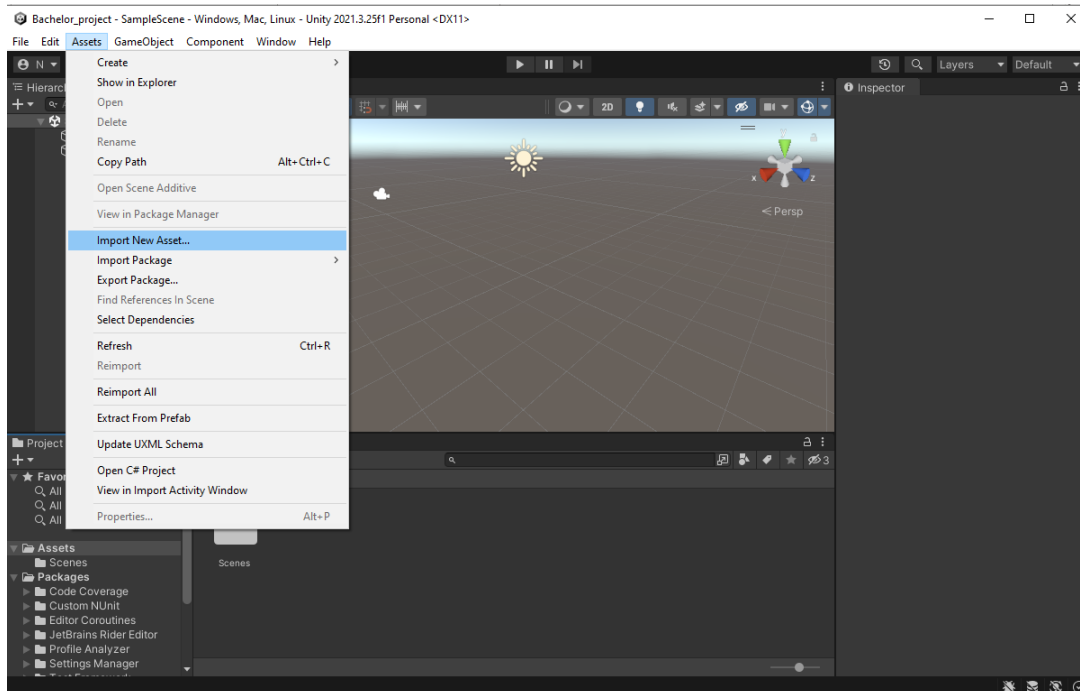 Bachelor_project - SampleScene - Windows, Mac, Linux - Unity 2021.3.25f1 Personal <DX11>
File Edit Assets GameObject Component Window Help
N
Layers
Default
Create
Show in Explorer
Open
Delete
Rename
Copy Path Alt+Ctrl+C
Open Scene Additive
View in Package Manager
Import New Asset...
Import Package
Export Package...
Find References In Scene
Select Dependencies
Refresh Ctrl+R
Reimport
Reimport All
Extract From Prefab
Update UXML Schema
Open C# Project
View in Import Activity Window
Properties... Alt+P
Hierarc
2D
x
y
z
Persp
Inspector
Project
3
Favor
All
All
All
Assets
Scenes
Packages
Code Coverage
Custom NUnit
Editor Coroutines
JetBrains Rider Editor
Profile Analyzer
Settings Manager
Scenes